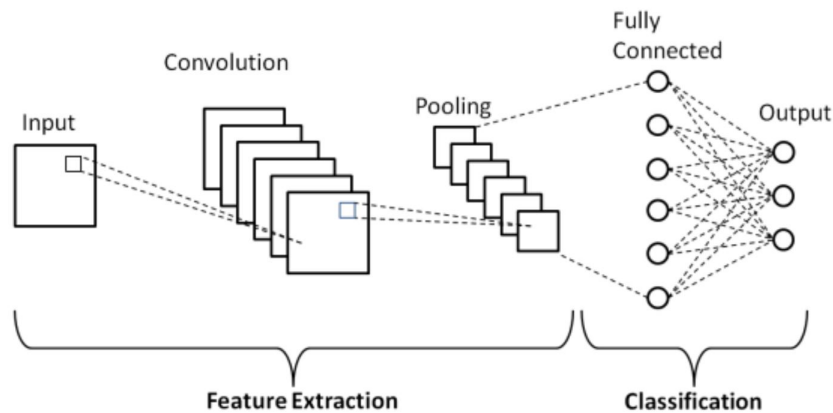 Input
Convolution
Pooling
Fully
Connected
Output
Feature Extraction
Classification